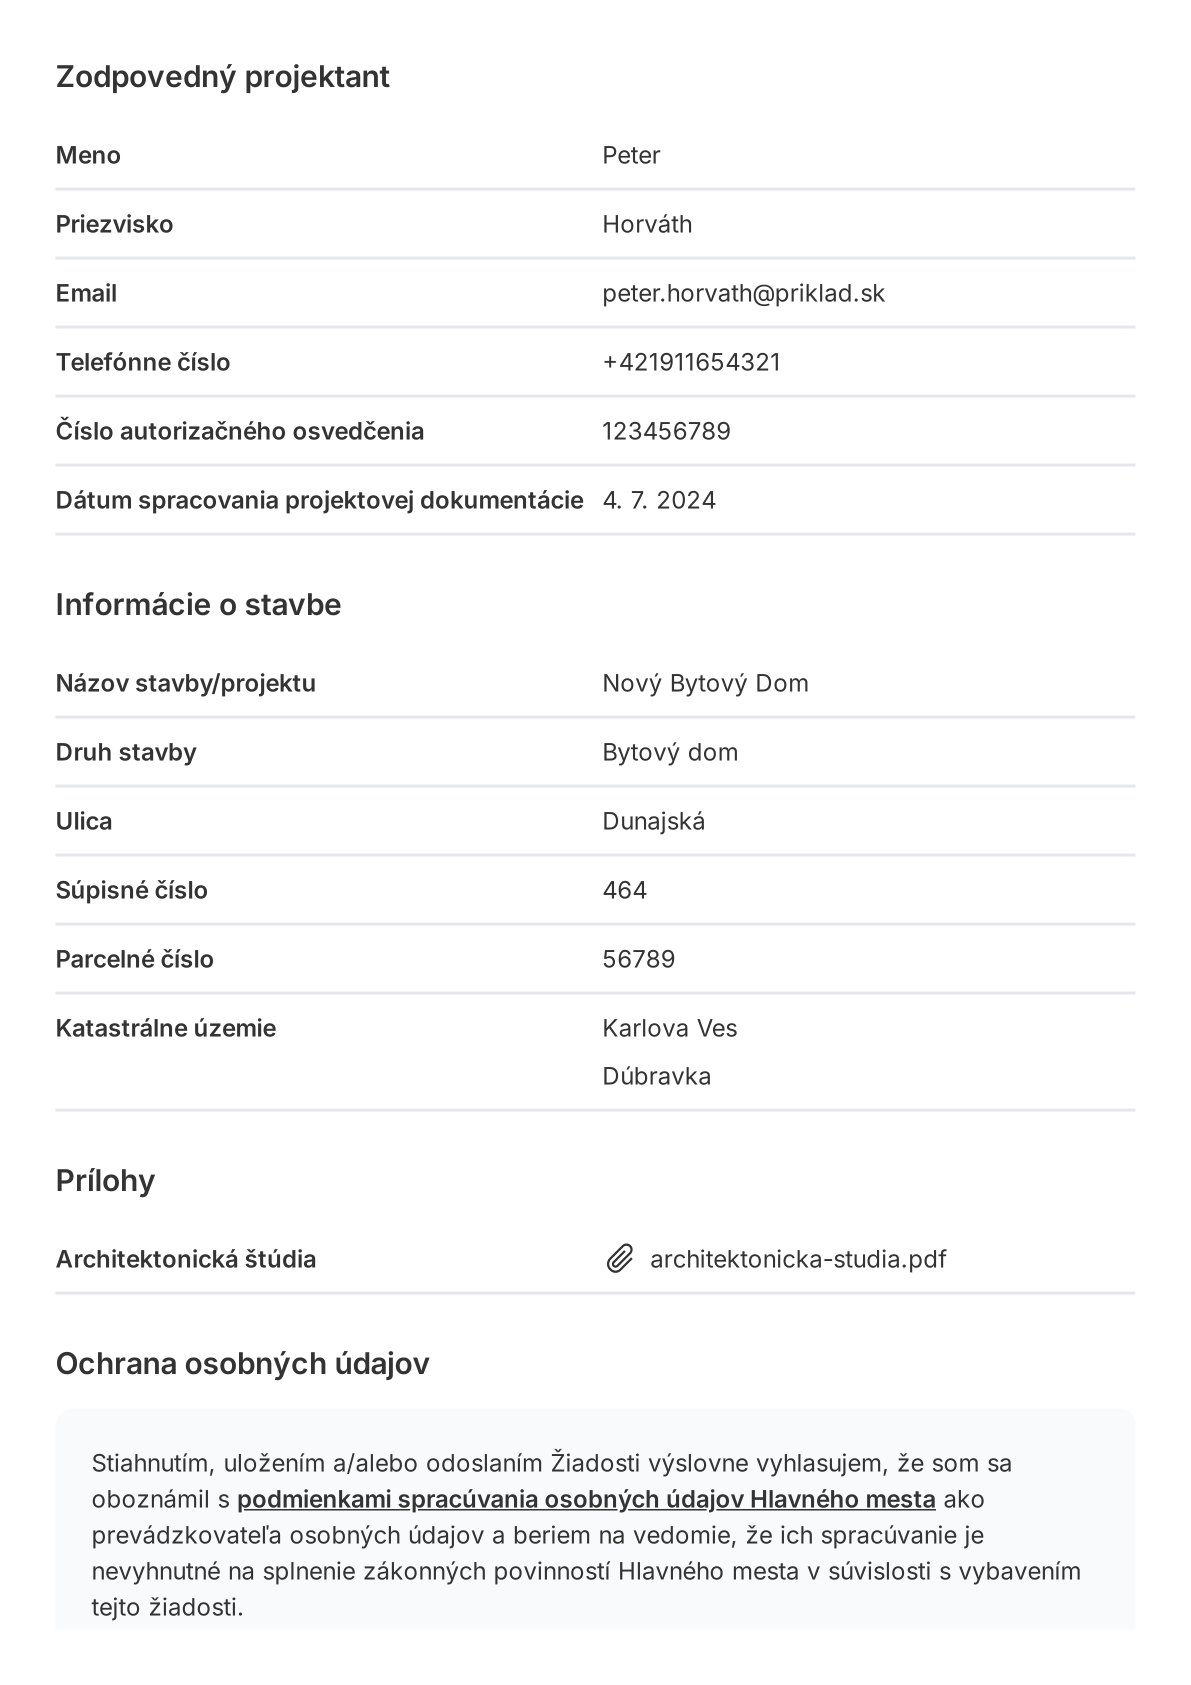 Zodpovedný projektant
Meno Peter
Priezvisko Horváth
Email peter.horvath@priklad.sk
Telefónne číslo +421911654321
Číslo autorizačného osvedčenia 123456789
Dátum spracovania projektovej dokumentácie 4. 7. 2024
Informácie o stavbe
Názov stavby/projektu Nový Bytový Dom
Druh stavby Bytový dom
Ulica Dunajská
Súpisné číslo 464
Parcelné číslo 56789
Katastrálne územie Karlova Ves
Dúbravka
Prílohy
Architektonická štúdia architektonicka-studia.pdf
Ochrana osobných údajov
Stiahnutím, uložením a/alebo odoslaním Žiadosti výslovne vyhlasujem, že som sa
oboznámil s podmienkami spracúvania osobných údajov Hlavného mesta ako
prevádzkovateľa osobných údajov a beriem na vedomie, že ich spracúvanie je
nevyhnutné na splnenie zákonných povinností Hlavného mesta v súvislosti s vybavením
tejto žiadosti.